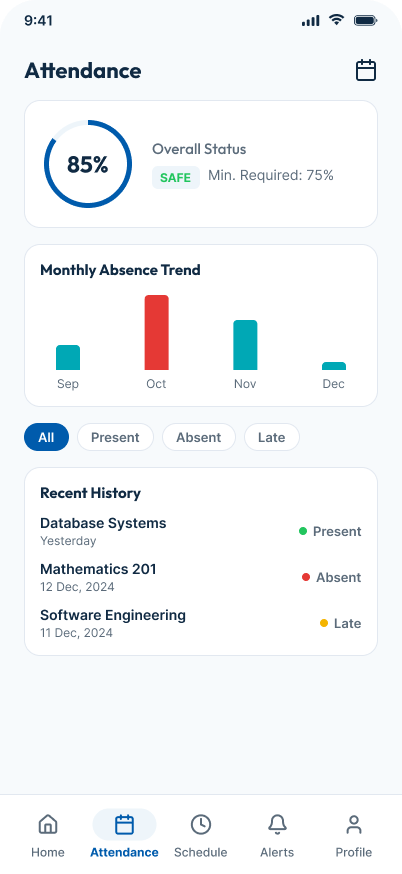 9:41
Attendance
85%
Overall Status
SAFE Min. Required: 75%
Monthly Absence Trend
Sep Oct Nov Dec
All Present Absent Late
Recent History
Database Systems
Yesterday
Present
Mathematics 201
12 Dec, 2024
Absent
Software Engineering
11 Dec, 2024
Late
Home Attendance Schedule Alerts Profile